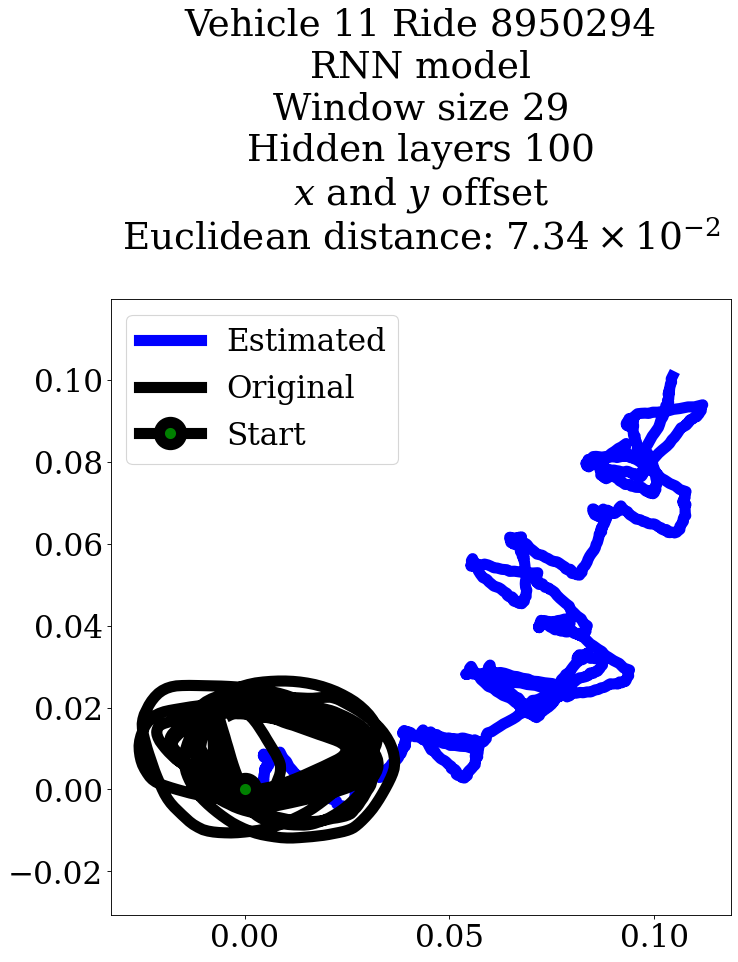 Vehicle 11 Ride 8950294
RNN model
Window size 29
Hidden layers 100
x and y offset
Euclidean distance: 7.34 × 10⁻²
Estimated
Original
Start
0.10
0.08
0.06
0.04
0.02
0.00
−0.02
0.00 0.05 0.10